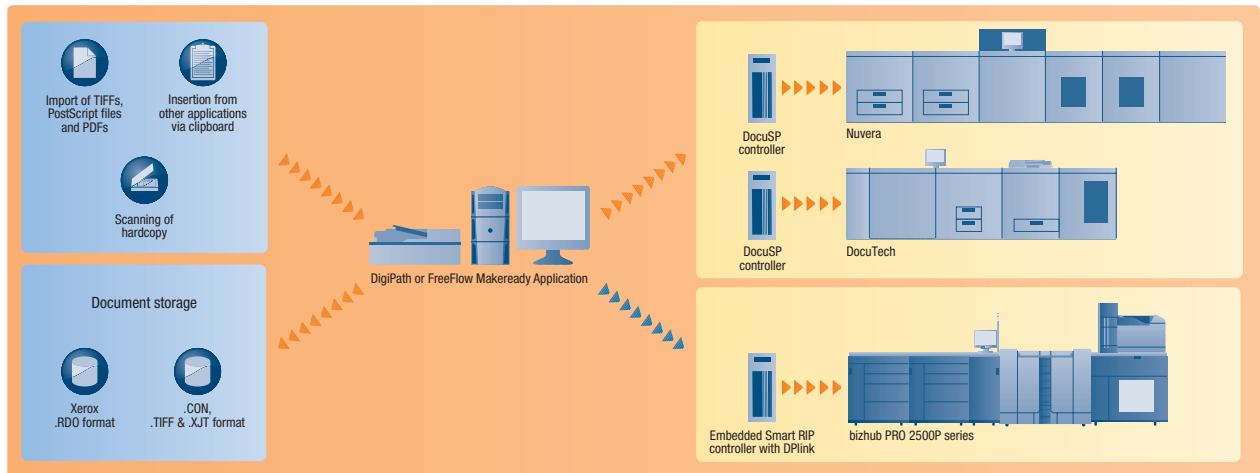 Import of TIFFs,
PostScript files
and PDFs
Insertion from
other applications
via clipboard
Scanning of
hardcopy
Document storage
Xerox
.RDO format
.CON,
.TIFF & .XJT format
DigiPath or FreeFlow Makeready Application
DocuSP
controller
Nuvera
DocuSP
controller
DocuTech
Embedded Smart RIP
controller with DPlink
bizhub PRO 2500P series